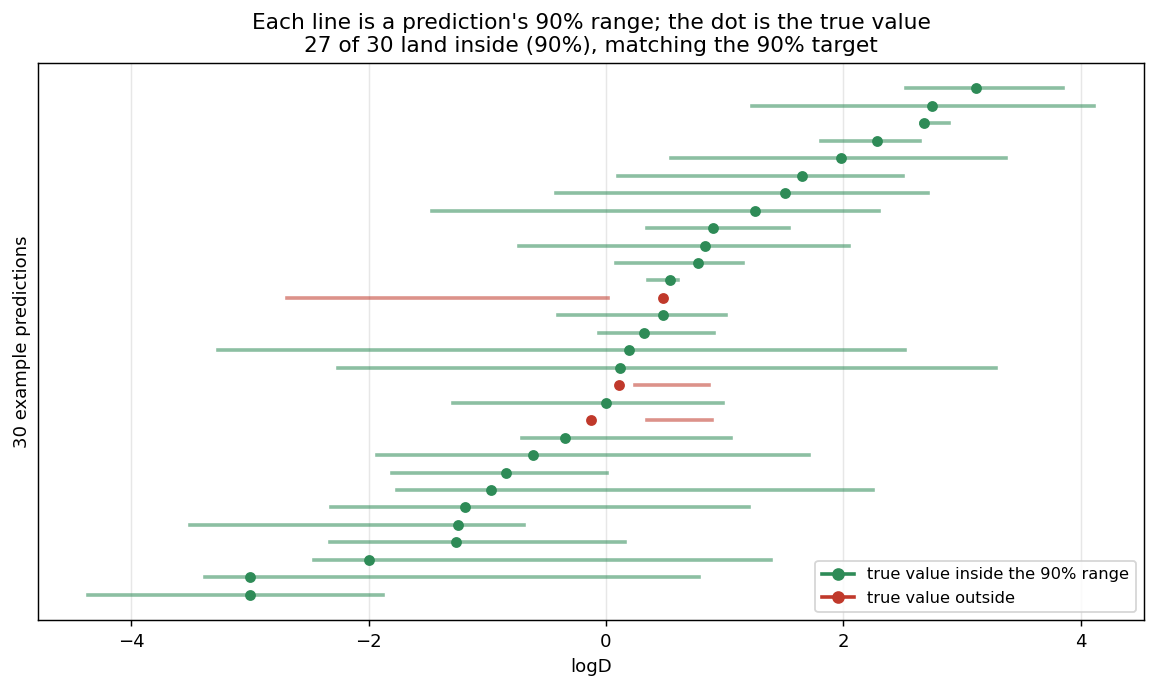 Each line is a prediction's 90% range; the dot is the true value
27 of 30 land inside (90%), matching the 90% target
30 example predictions
true value inside the 90% range
true value outside
−4
−2
0
2
4
logD